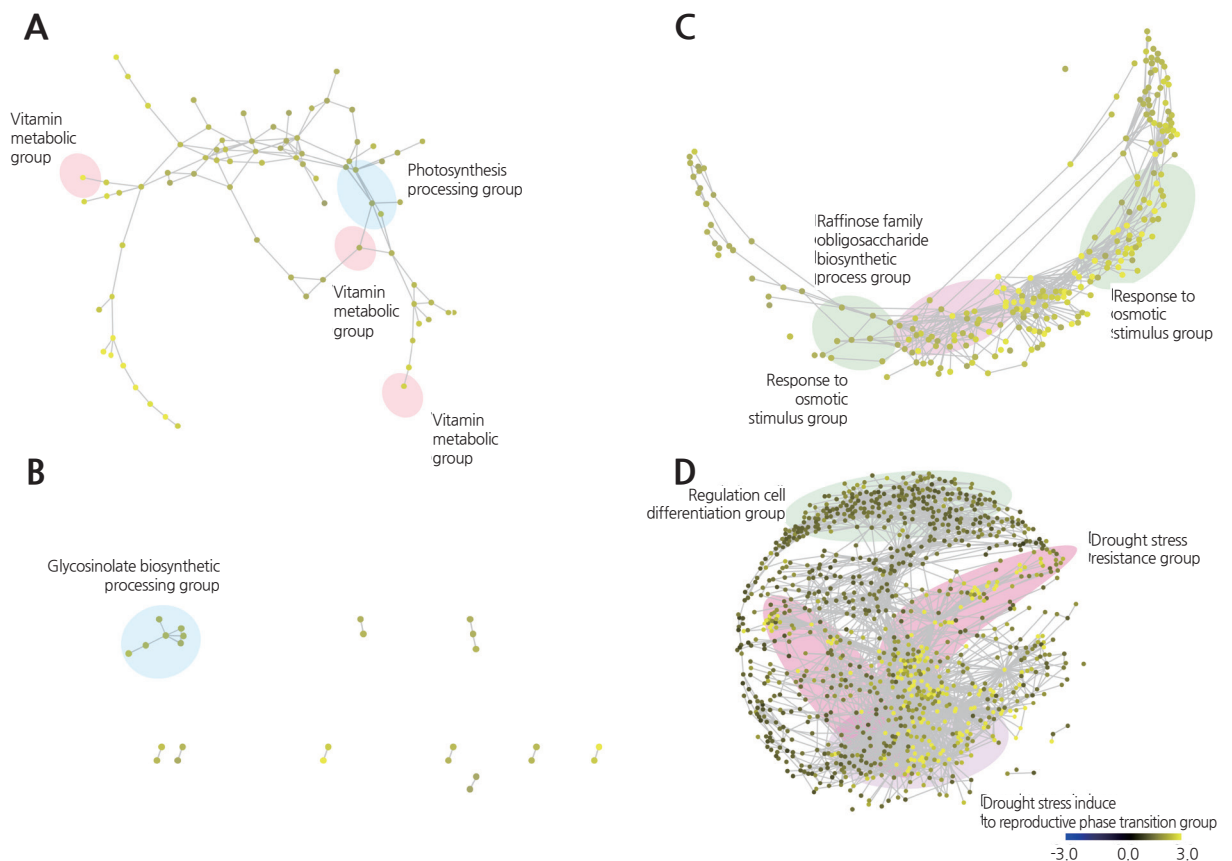 A
Vitamin
metabolic
group
Photosynthesis
processing group
Vitamin
metabolic
group
Vitamin
metabolic
group
B
Glycosinolate biosynthetic
processing group
C
Raffinose family
obligosaccharide
biosynthetic
process group
Response to
osmotic
stimulus group
Response to
osmotic
stimulus group
D
Regulation cell
differentiation group
Drought stress
resistance group
Drought stress induce
to reproductive phase transition group
-3.0 0.0 3.0